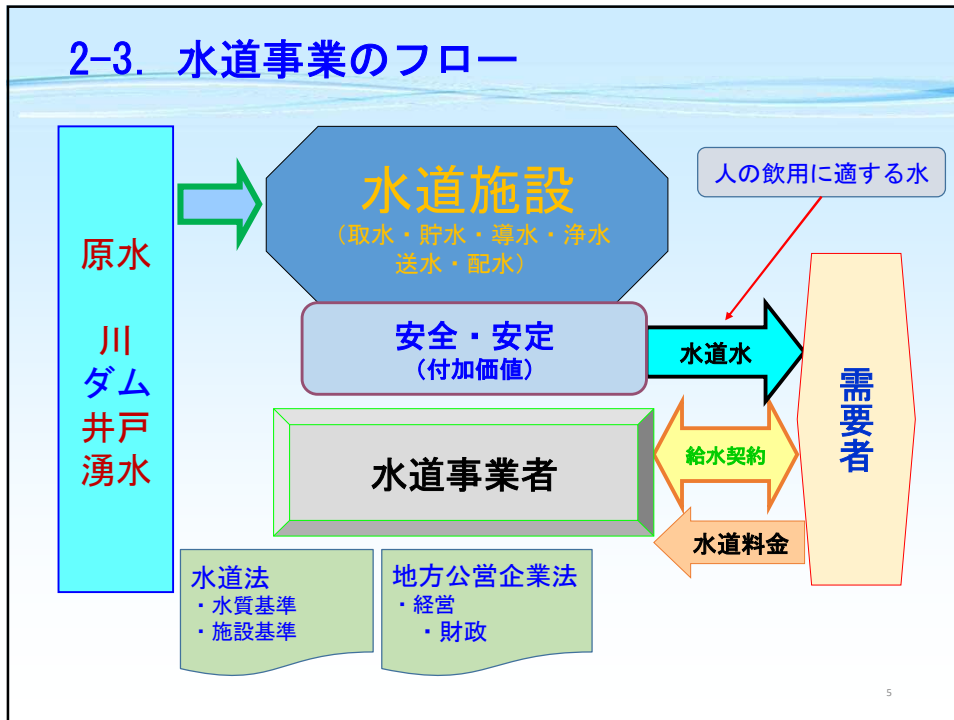 2-3. 水道事業のフロー
原水
川
ダム
井戸
湧水
水道施設
（取水・貯水・導水・浄水
送水・配水）
安全・安定
（付加価値）
人の飲用に適する水
水道水
需要者
水道事業者
給水契約
水道料金
水道法
・水質基準
・施設基準
地方公営企業法
・経営
・財政
5